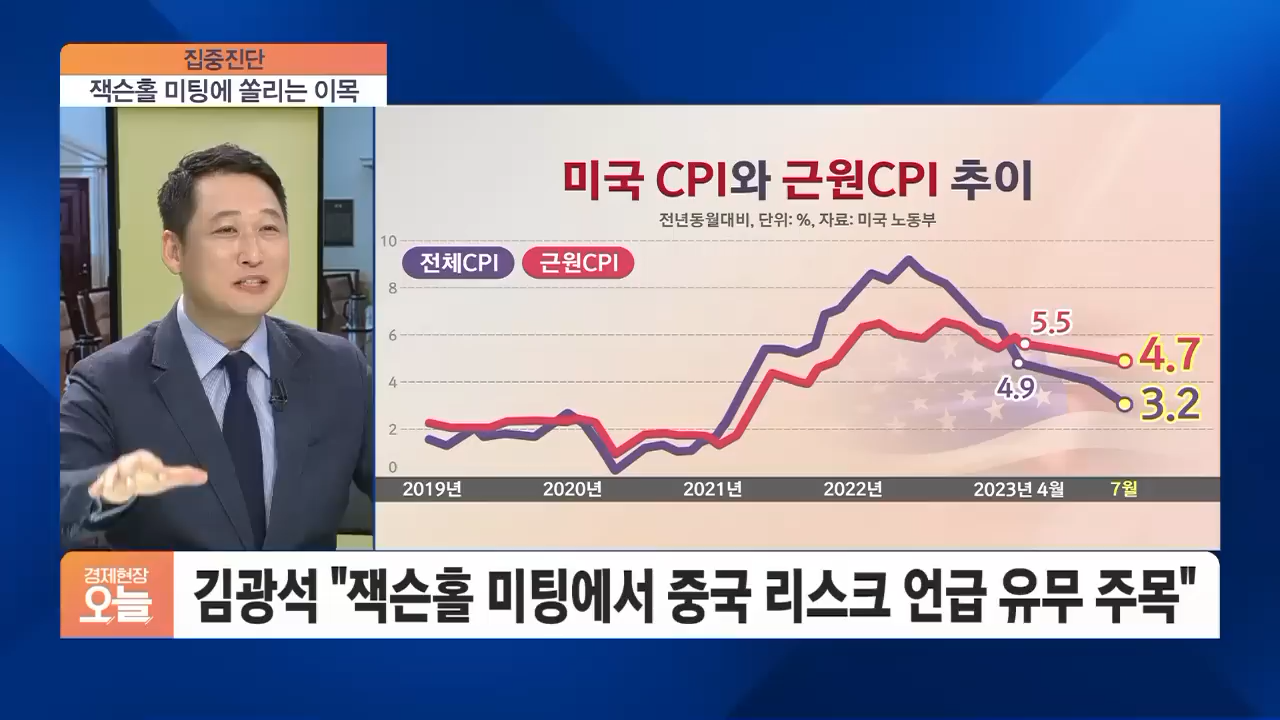 집중진단
잭슨홀 미팅에 쏠리는 이목
미국 CPI와 근원CPI 추이
전년동월대비, 단위: %, 자료: 미국 노동부
전체CPI 근원CPI
10
8
6
4
2
0
5.5
4.9
4.7
3.2
2019년 2020년 2021년 2022년 2023년 4월 7월
경제현장
오늘
김광석 "잭슨홀 미팅에서 중국 리스크 언급 유무 주목"